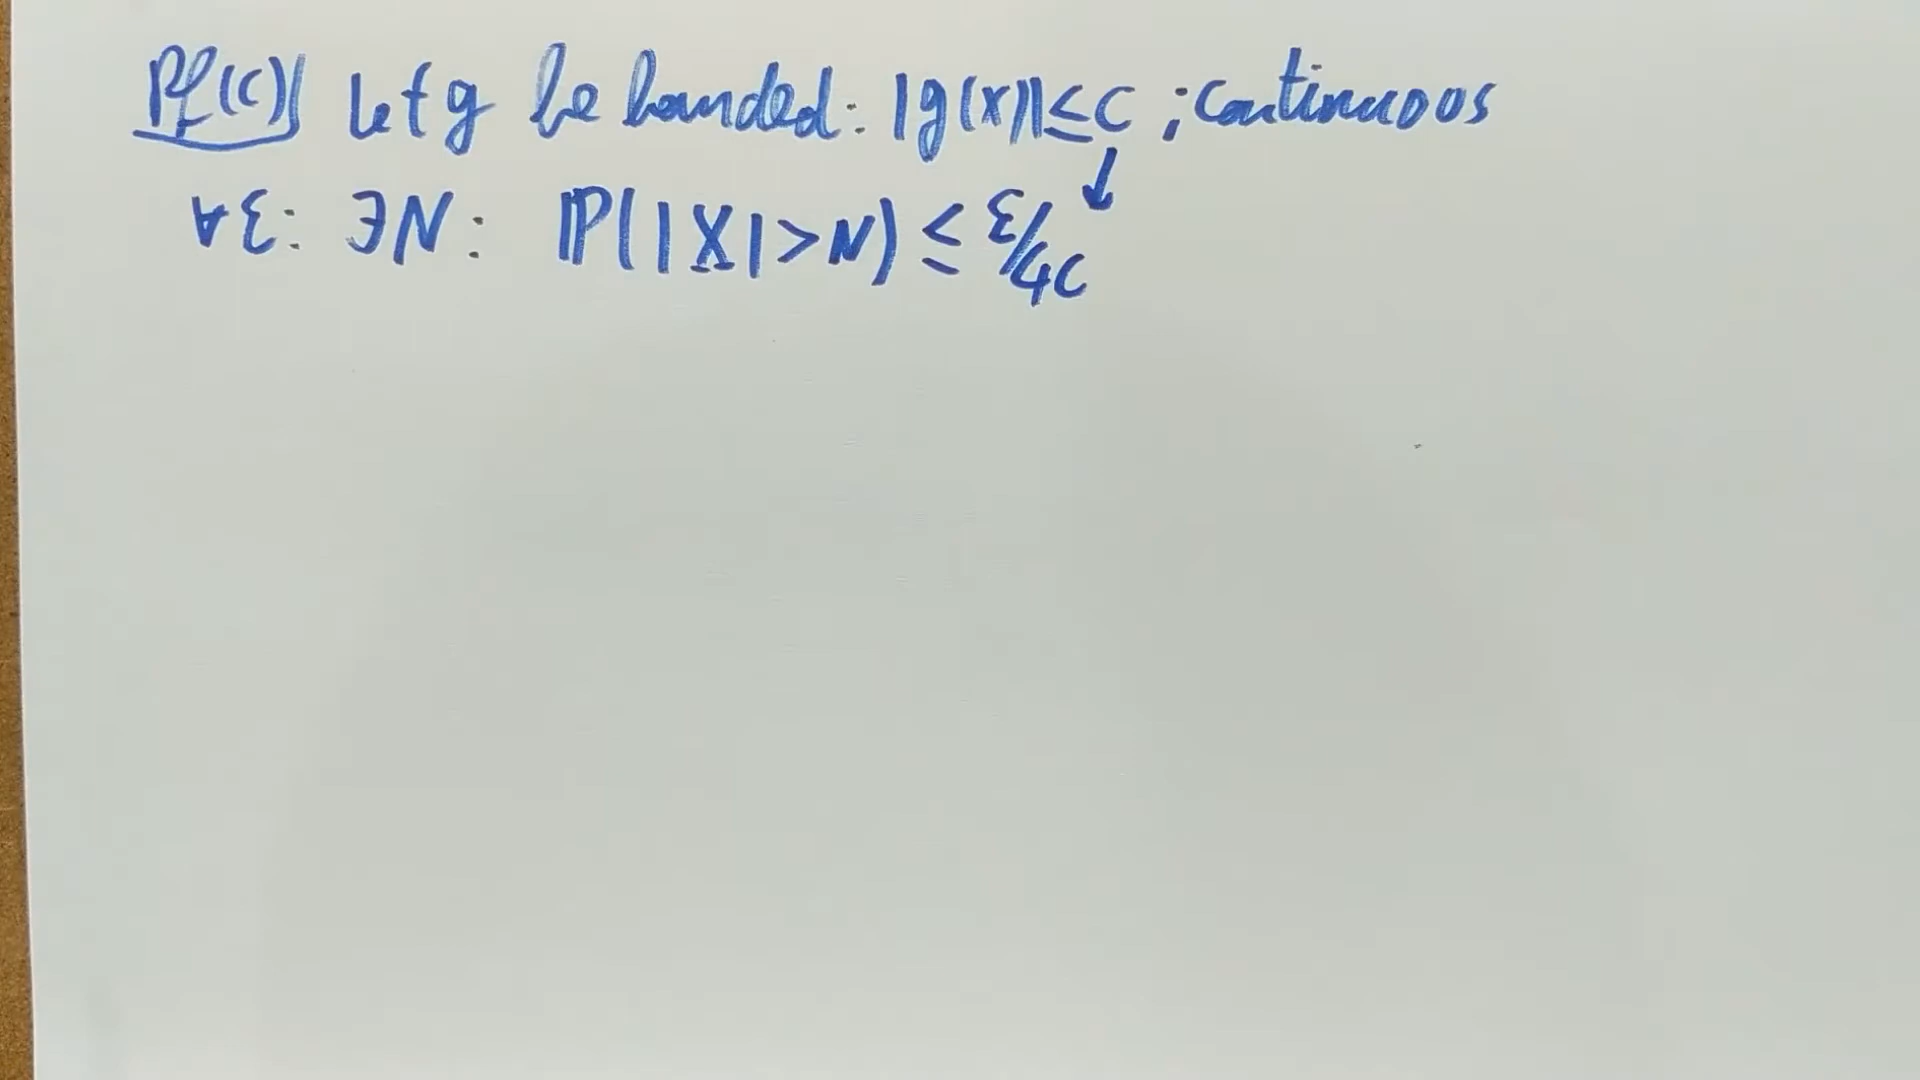 Pf(c) Let g be bounded: |g(x)|≤C ; continuous
∀ε: ∃N: ℙ(|X|>N) ≤ ε/4C